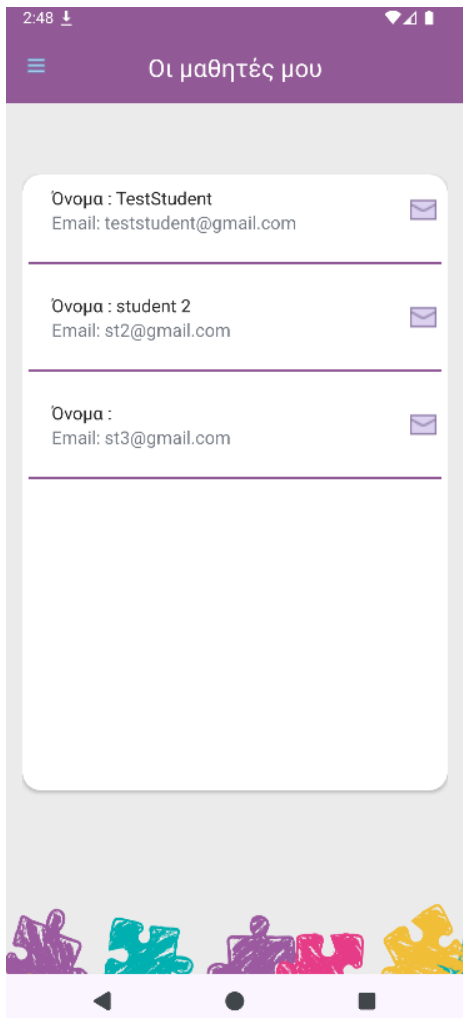 2:48
Οι μαθητές μου
Όνομα : TestStudent
Email: teststudent@gmail.com
Όνομα : student 2
Email: st2@gmail.com
Όνομα :
Email: st3@gmail.com